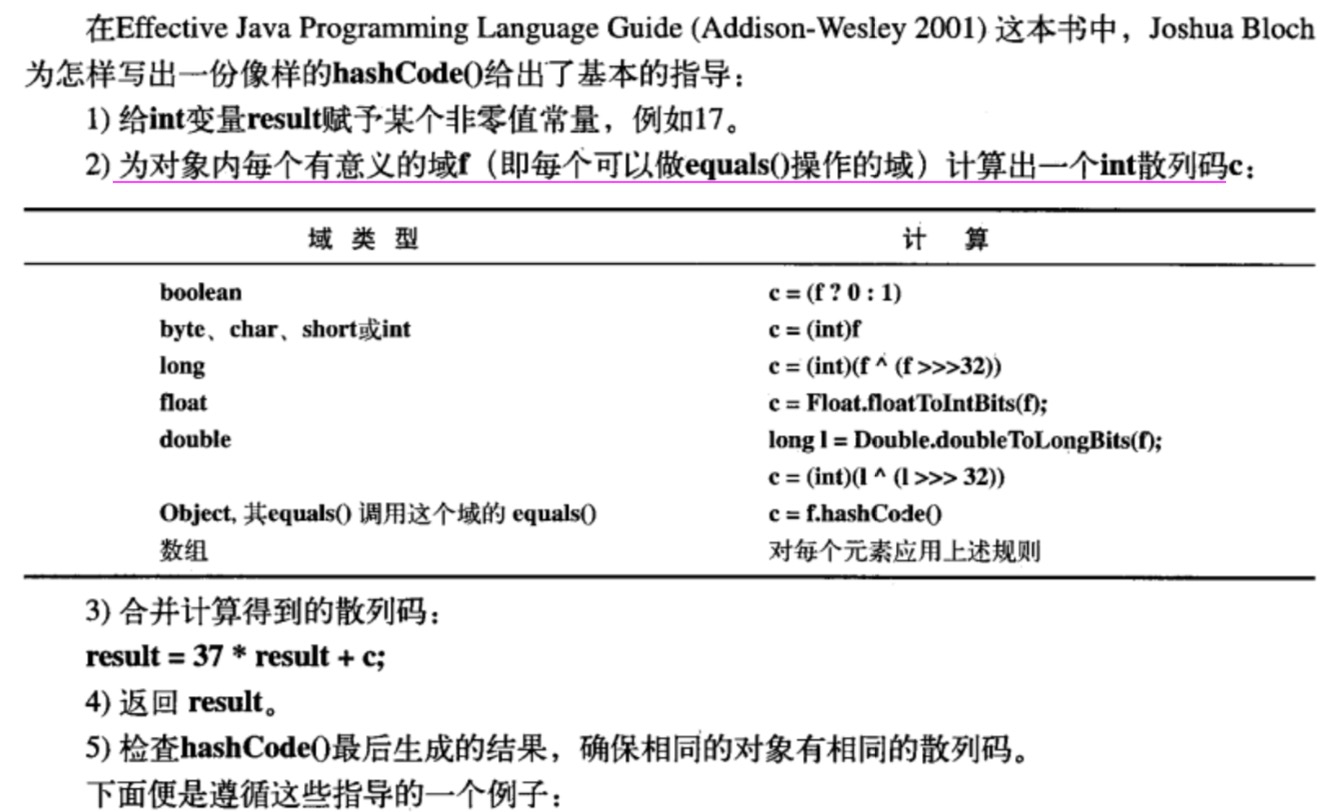 在Effective Java Programming Language Guide (Addison-Wesley 2001) 这本书中，Joshua Bloch
为怎样写出一份像样的hashCode()给出了基本的指导：
1) 给int变量result赋予某个非零值常量，例如17。
2) 为对象内每个有意义的域f（即每个可以做equals()操作的域）计算出一个int散列码c：
域 类 型 计 算
boolean c = (f ? 0 : 1)
byte、char、short或int c = (int)f
long c = (int)(f ^ (f >>>32))
float c = Float.floatToIntBits(f);
double long l = Double.doubleToLongBits(f);
c = (int)(l ^ (l >>> 32))
Object, 其equals() 调用这个域的 equals() c = f.hashCode()
数组 对每个元素应用上述规则
3) 合并计算得到的散列码：
result = 37 * result + c;
4) 返回 result。
5) 检查hashCode()最后生成的结果，确保相同的对象有相同的散列码。
下面便是遵循这些指导的一个例子：